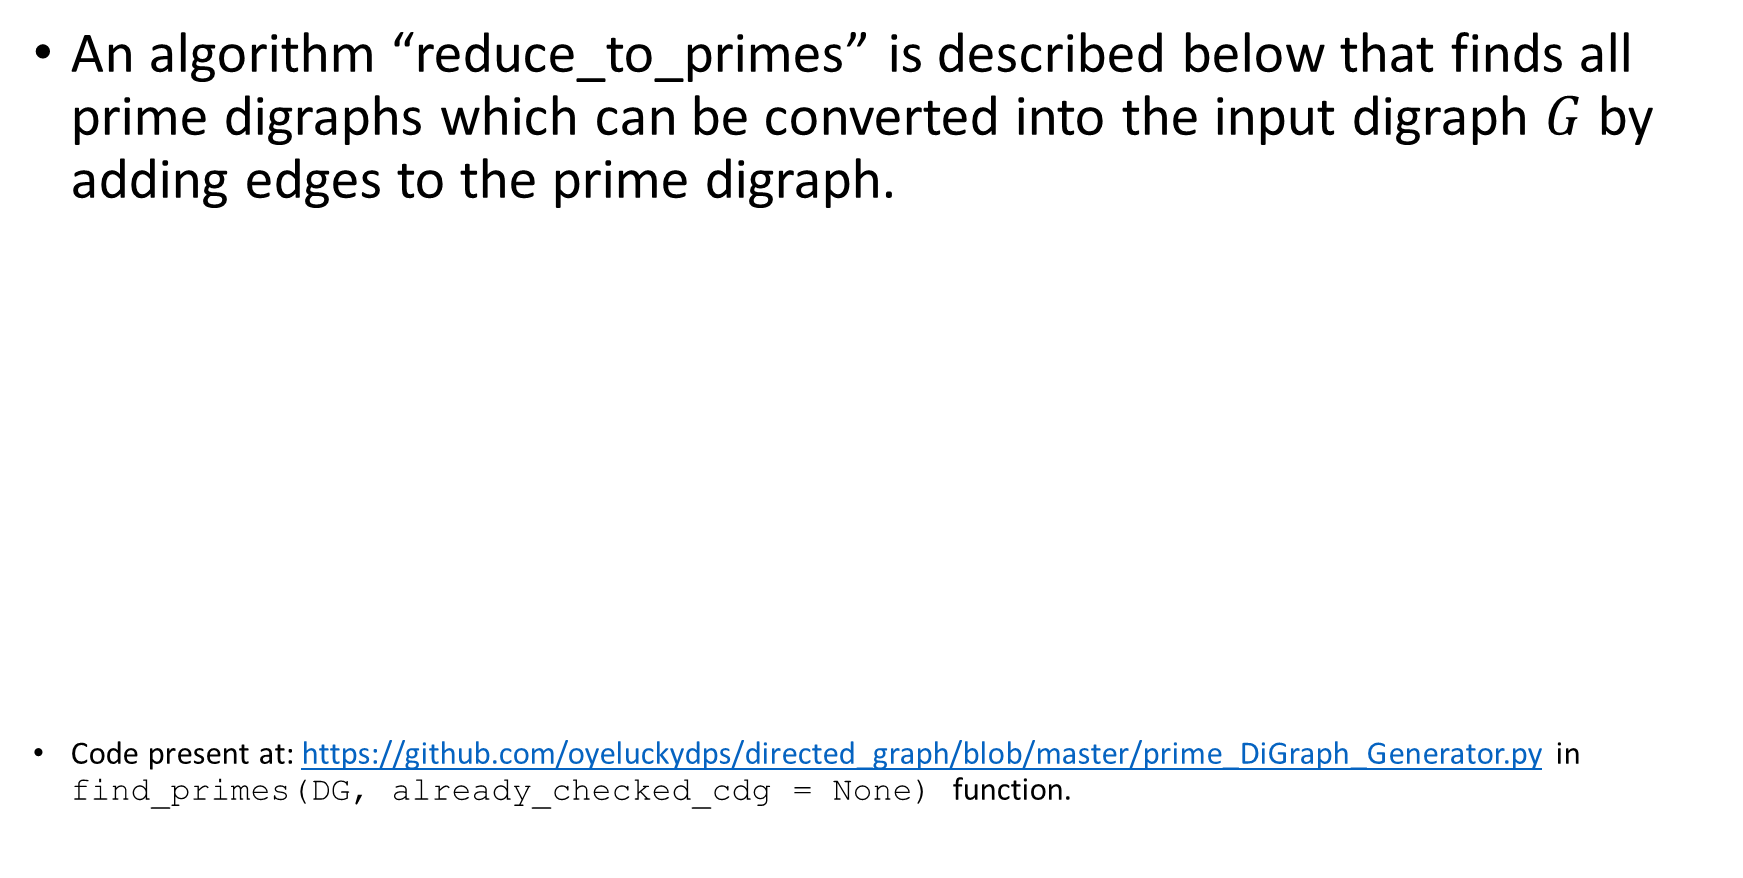 • An algorithm “reduce_to_primes” is described below that finds all
prime digraphs which can be converted into the input digraph G by
adding edges to the prime digraph.
• Code present at: https://github.com/oyeluckydps/directed_graph/blob/master/prime_DiGraph_Generator.py in
find_primes(DG, already_checked_cdg = None) function.